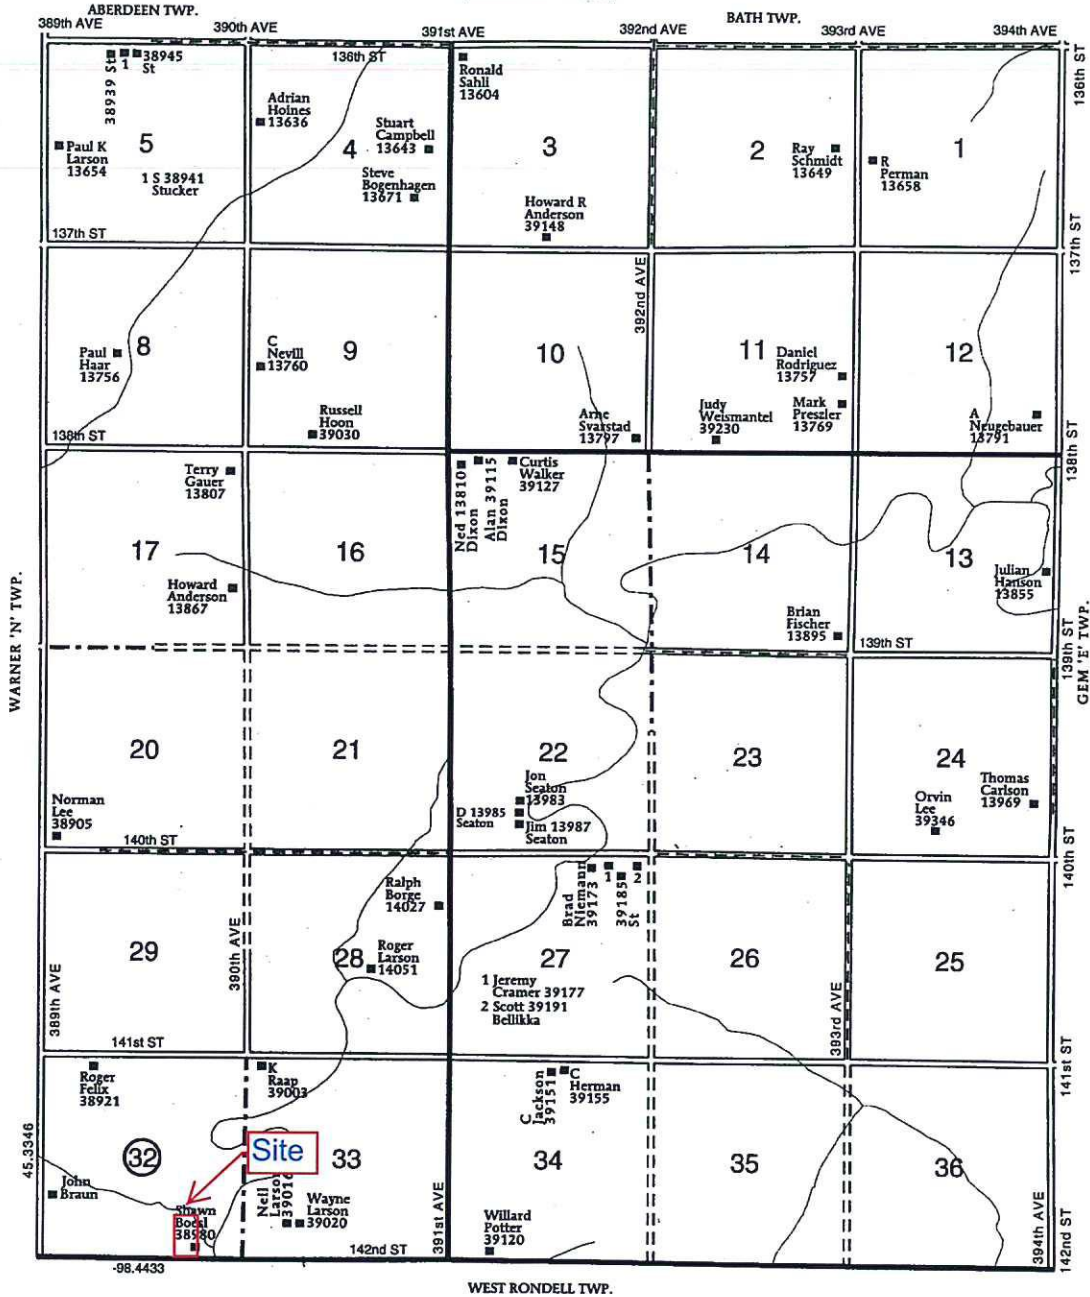 ABERDEEN TWP.
BATH TWP.
389th AVE
390th AVE
391st AVE
392nd AVE
393rd AVE
394th AVE
136th ST
136th ST
38939 St
1
38945
St
Paul K
Larson
13654
5
1 S 38941
Stucker
Adrian
Hoines
13636
4
Stuart
Campbell
13643
Steve
Bogenhagen
13671
Ronald
Sahli
13604
3
Howard R
Anderson
39148
2
Ray
Schmidt
13649
R
Perman
13658
1
137th ST
137th ST
Paul
Haar
13756
8
C
Nevill
13760
9
Russell
Hoon
39030
10
392nd AVE
Arne
Svarstad
13797
11
Daniel
Rodriguez
13757
Judy
Weismantel
39230
Mark
Preszler
13769
12
A
Neugebauer
13791
138th ST
138th ST
Terry
Gauer
13807
17
Howard
Anderson
13867
16
Ned 13810
Dixon
Alan 39115
Dixon
Curtis
Walker
39127
15
14
Brian
Fischer
13895
13
Julian
Hanson
13855
139th ST
139th ST
WARNER 'N' TWP.
GEM 'E' TWP.
20
Norman
Lee
38905
21
22
Jon
Seaton
13983
D 13985
Seaton
Jim 13987
Seaton
23
24
Orvin
Lee
39346
Thomas
Carlson
13969
140th ST
140th ST
29
389th AVE
390th AVE
Ralph
Borge
14027
28
Roger
Larson
14051
Brad
Niemann
39173
1
39185
St
2
27
1 Jeremy
Cramer 39177
2 Scott 39191
Bellikka
26
393rd AVE
25
141st ST
141st ST
Roger
Felix
38921
K
Raap
39003
C
Jackson
39151
C
Herman
39155
45.3346
32
Site
33
34
35
36
John
Braun
Shawn
Boesl
38980
Neil
Larson
39016
Wayne
Larson
39020
391st AVE
Willard
Potter
39120
394th AVE
142nd ST
142nd ST
-98.4433
WEST RONDELL TWP.